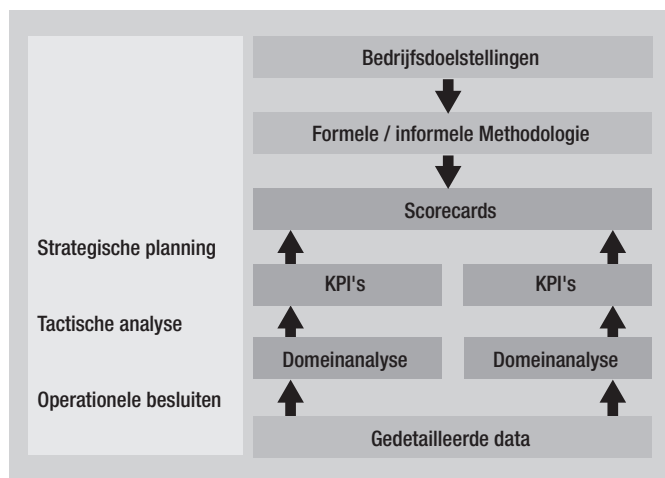 Bedrijfsdoelstellingen
Formele / informele Methodologie
Scorecards
Strategische planning
KPI's
KPI's
Tactische analyse
Domeinanalyse
Domeinanalyse
Operationele besluiten
Gedetailleerde data